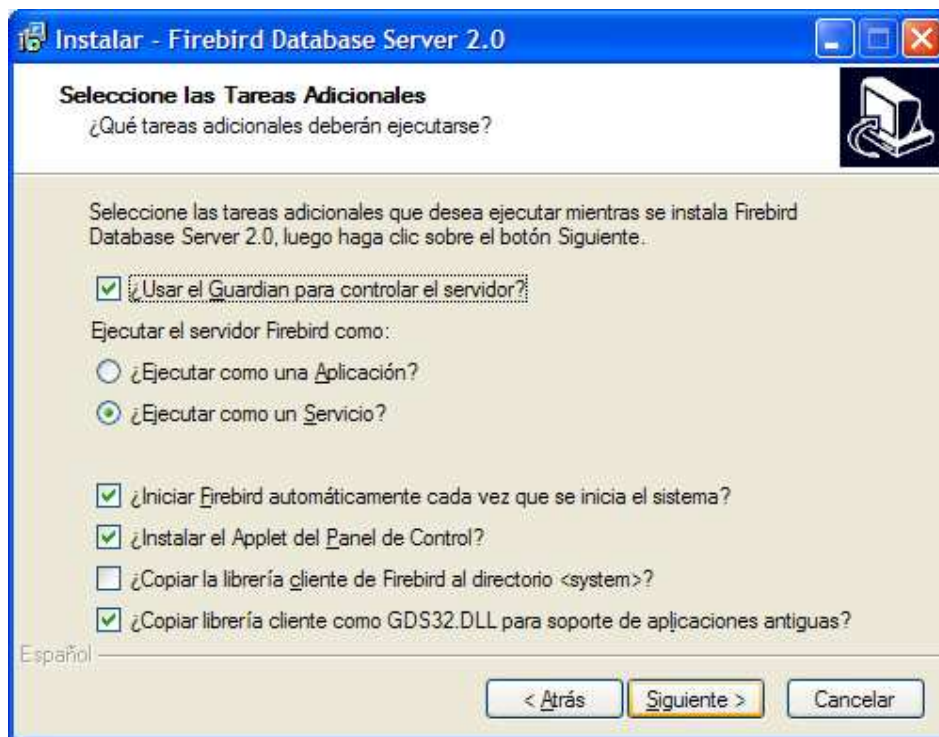 Instalar - Firebird Database Server 2.0
Seleccione las Tareas Adicionales
¿Qué tareas adicionales deberán ejecutarse?
Seleccione las tareas adicionales que desea ejecutar mientras se instala Firebird
Database Server 2.0, luego haga clic sobre el botón Siguiente.
¿Usar el Guardian para controlar el servidor?
Ejecutar el servidor Firebird como:
¿Ejecutar como una Aplicación?
¿Ejecutar como un Servicio?
¿Iniciar Firebird automáticamente cada vez que se inicia el sistema?
¿Instalar el Applet del Panel de Control?
¿Copiar la librería cliente de Firebird al directorio <system>?
¿Copiar librería cliente como GDS32.DLL para soporte de aplicaciones antiguas?
Español
< Atrás
Siguiente >
Cancelar